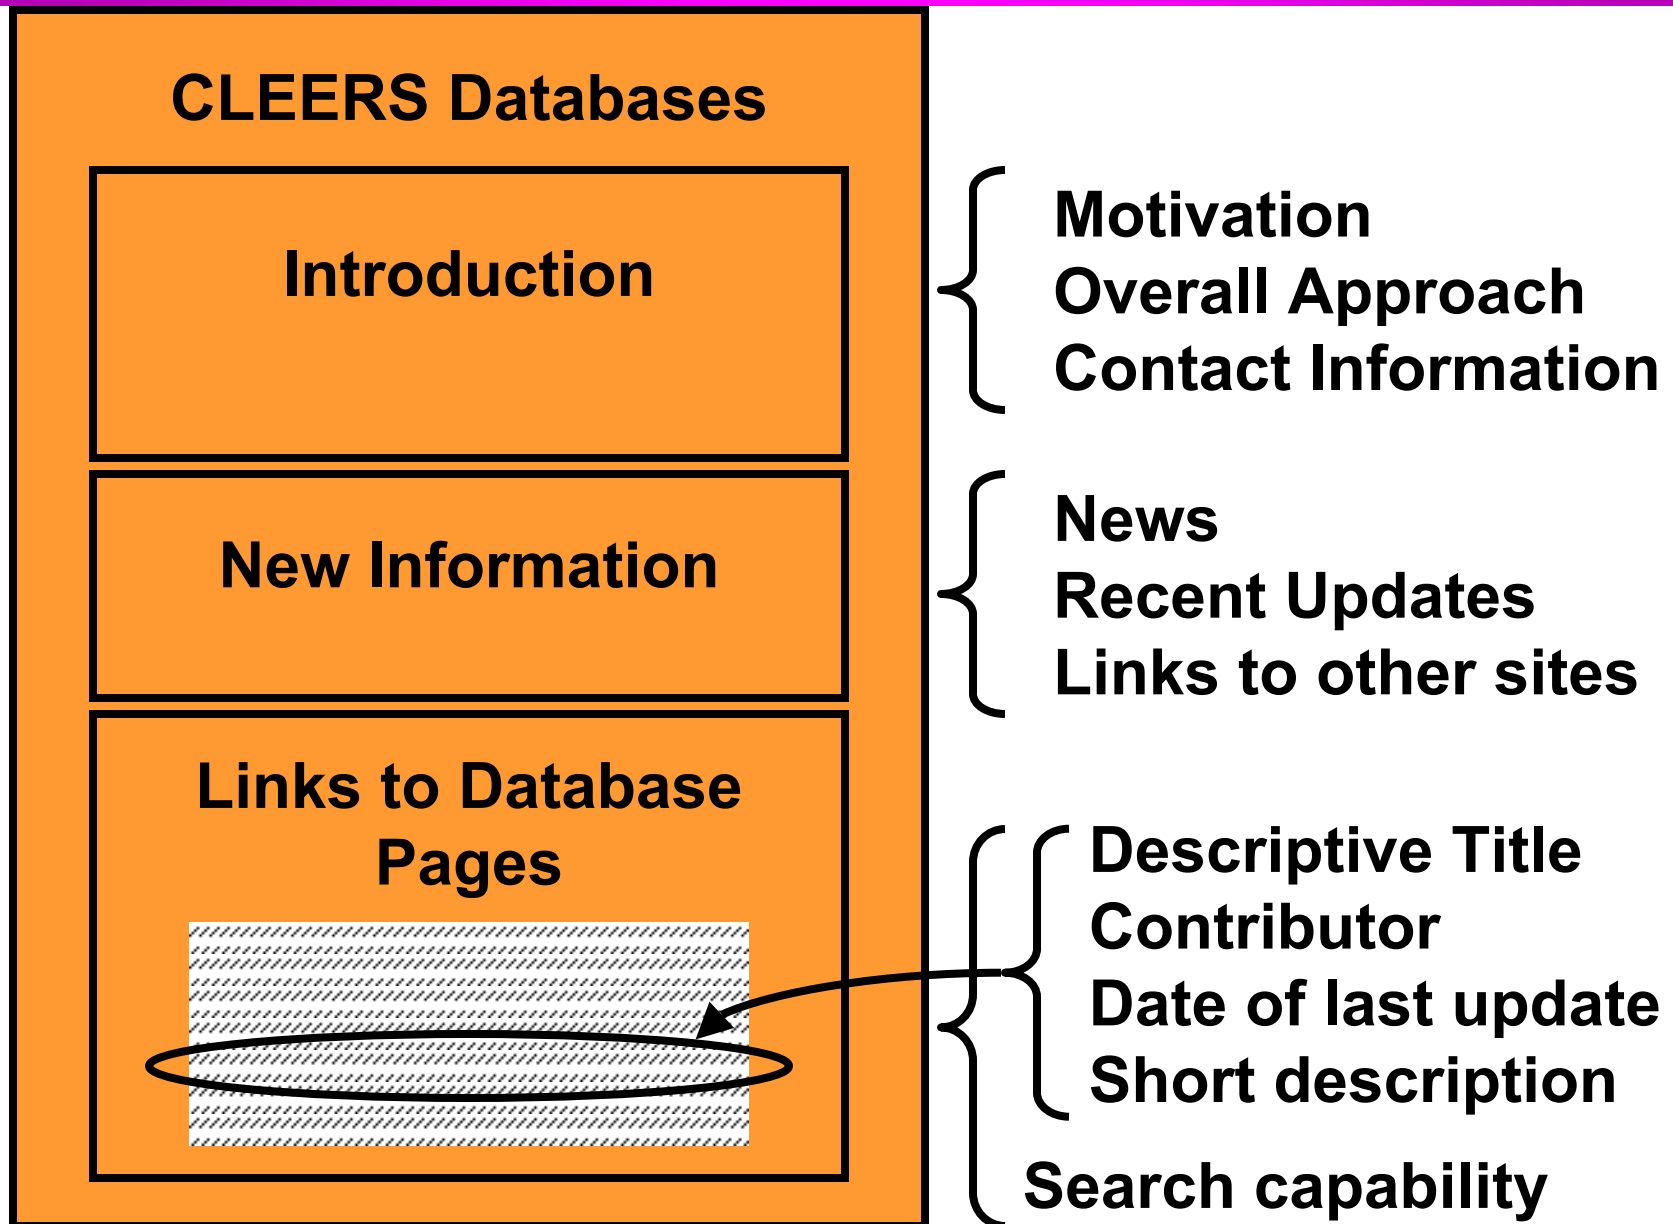 CLEERS Databases
Introduction
Motivation
Overall Approach
Contact Information
New Information
News
Recent Updates
Links to other sites
Links to Database
Pages
Descriptive Title
Contributor
Date of last update
Short description
Search capability